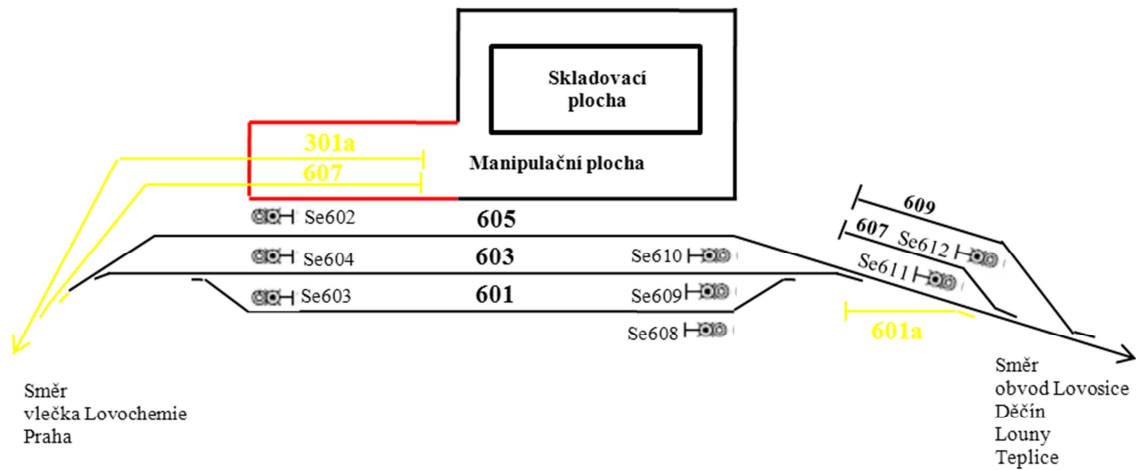 Skladovací
plocha
301a
Manipulační plocha
607
609
Se602
605
607
Se612
Se604
603
Se610
Se611
Se603
601
Se609
601a
Se608
Směr
vlečka Lovochemie
Praha
Směr
obvod Lovosice
Děčín
Louny
Teplice